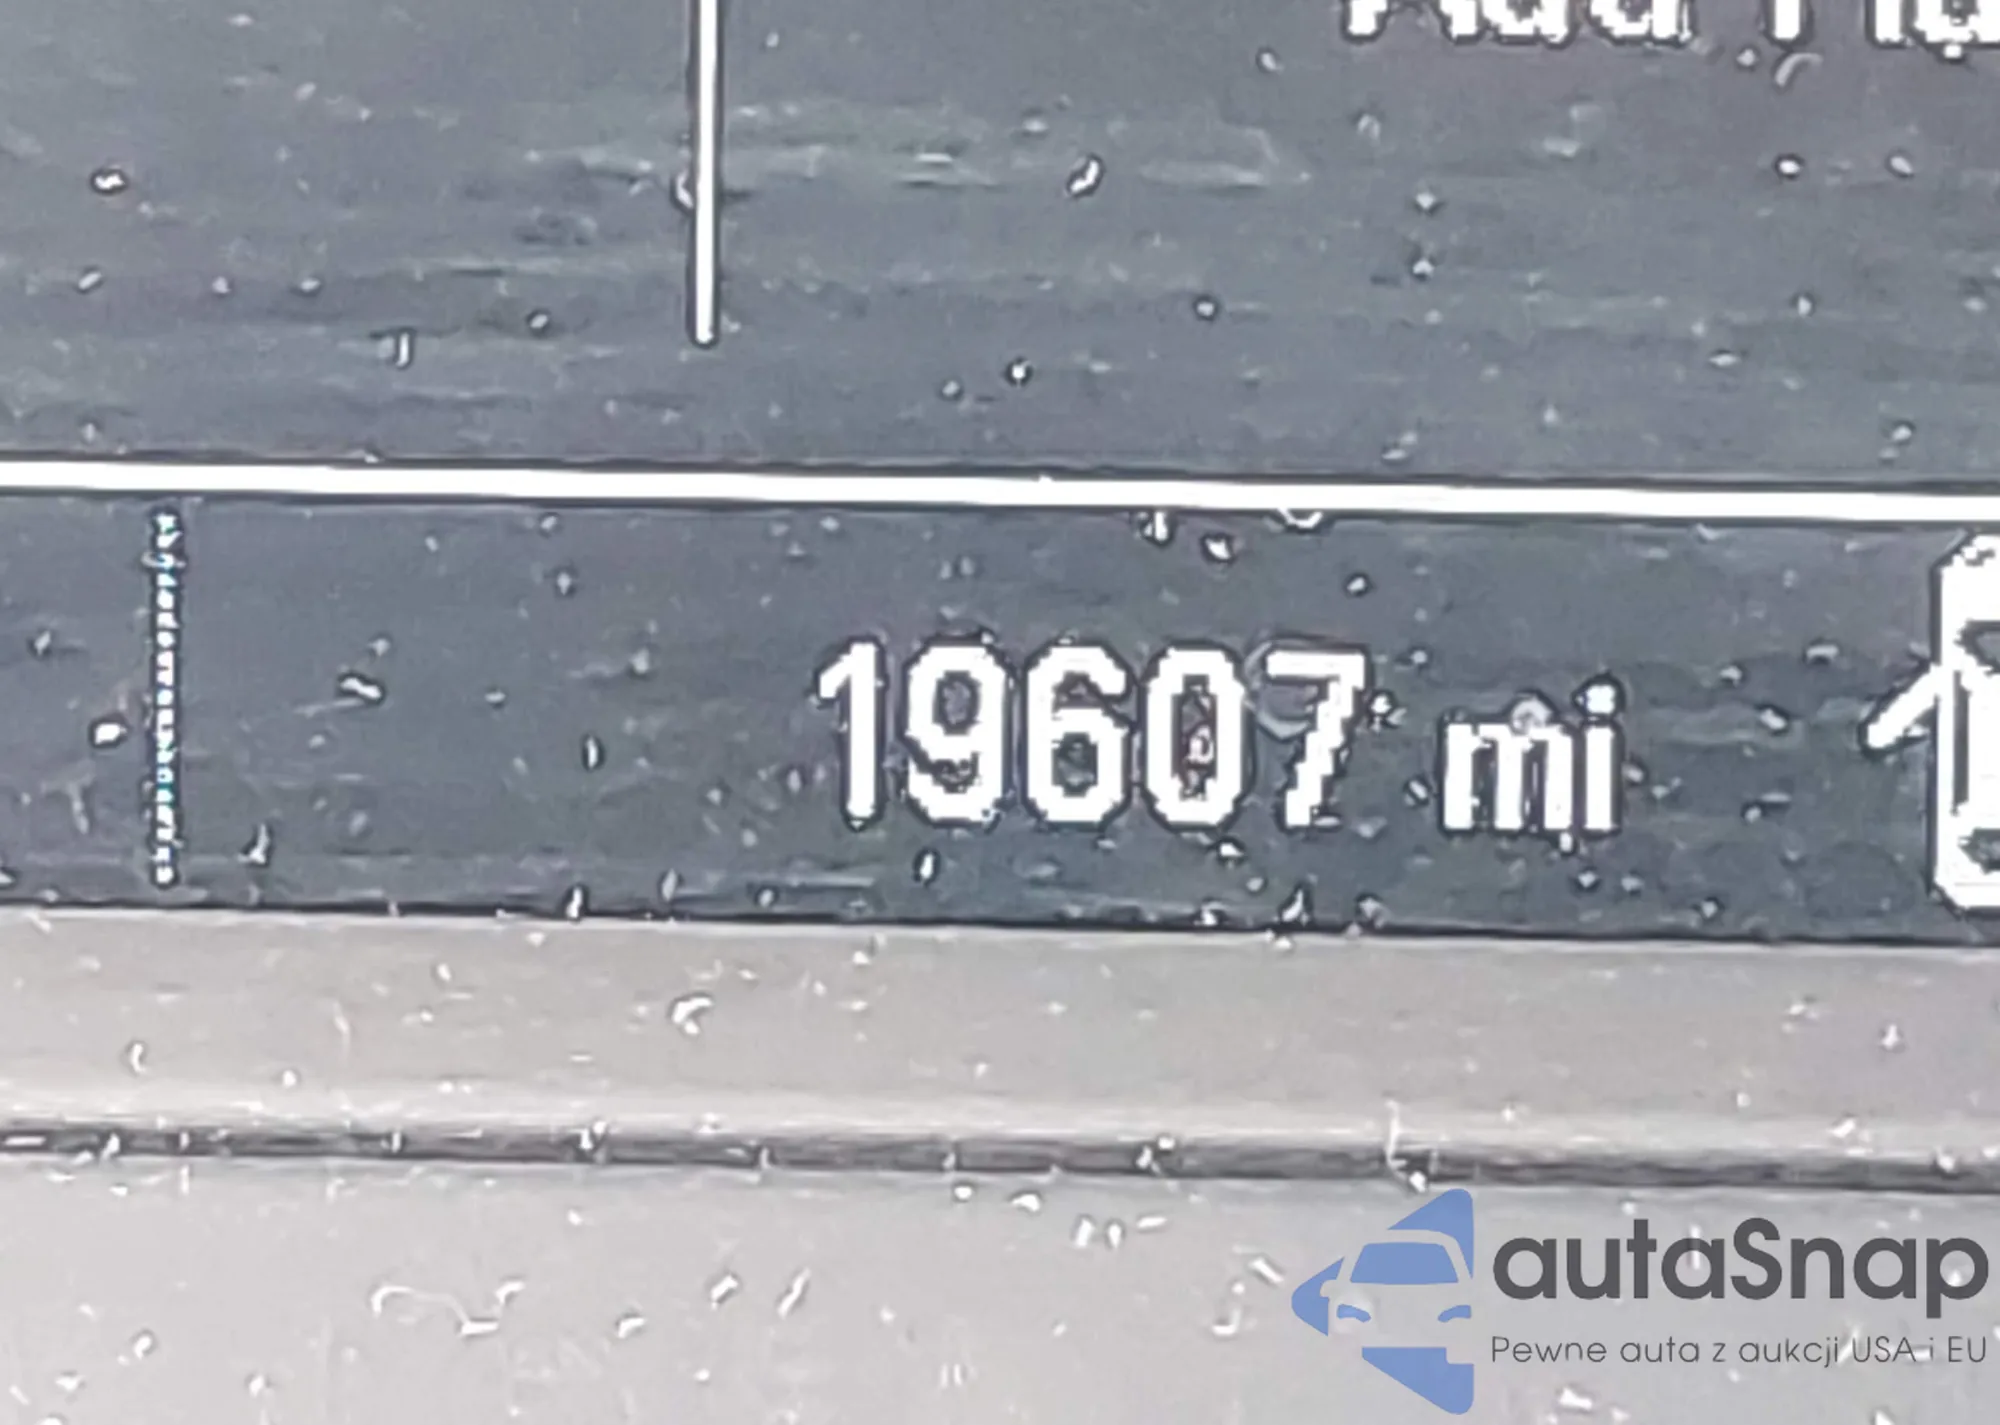 19607 mi
autaSnap
Pewne auta z aukcji USA i EU